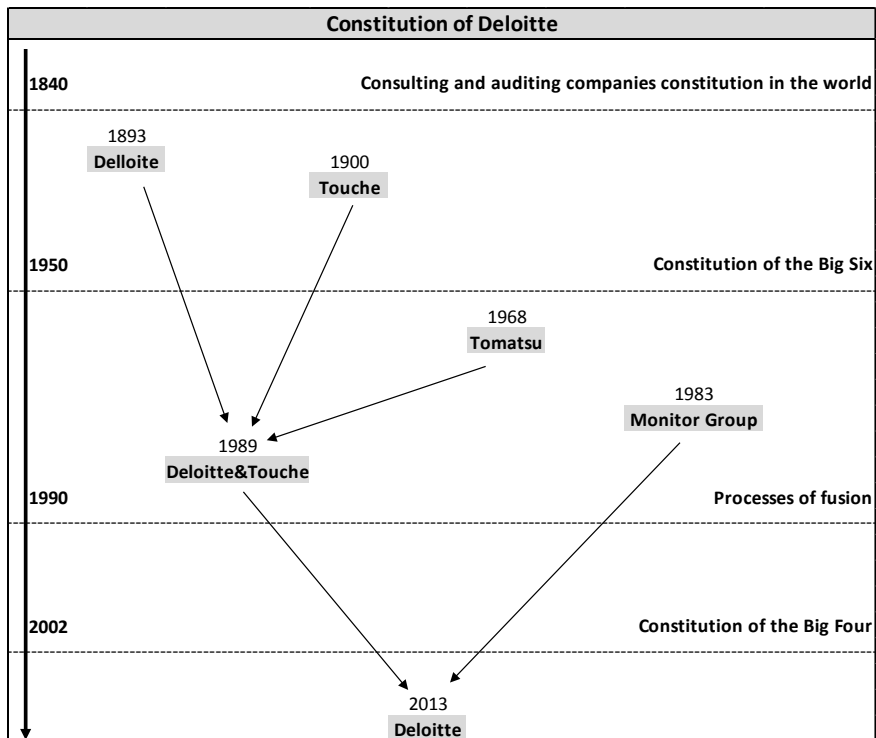 Constitution of Deloitte
1840 Consulting and auditing companies constitution in the world
1893
Delloite
1900
Touche
1950 Constitution of the Big Six
1968
Tomatsu
1983
Monitor Group
1989
Deloitte&Touche
1990 Processes of fusion
2002 Constitution of the Big Four
2013
Deloitte